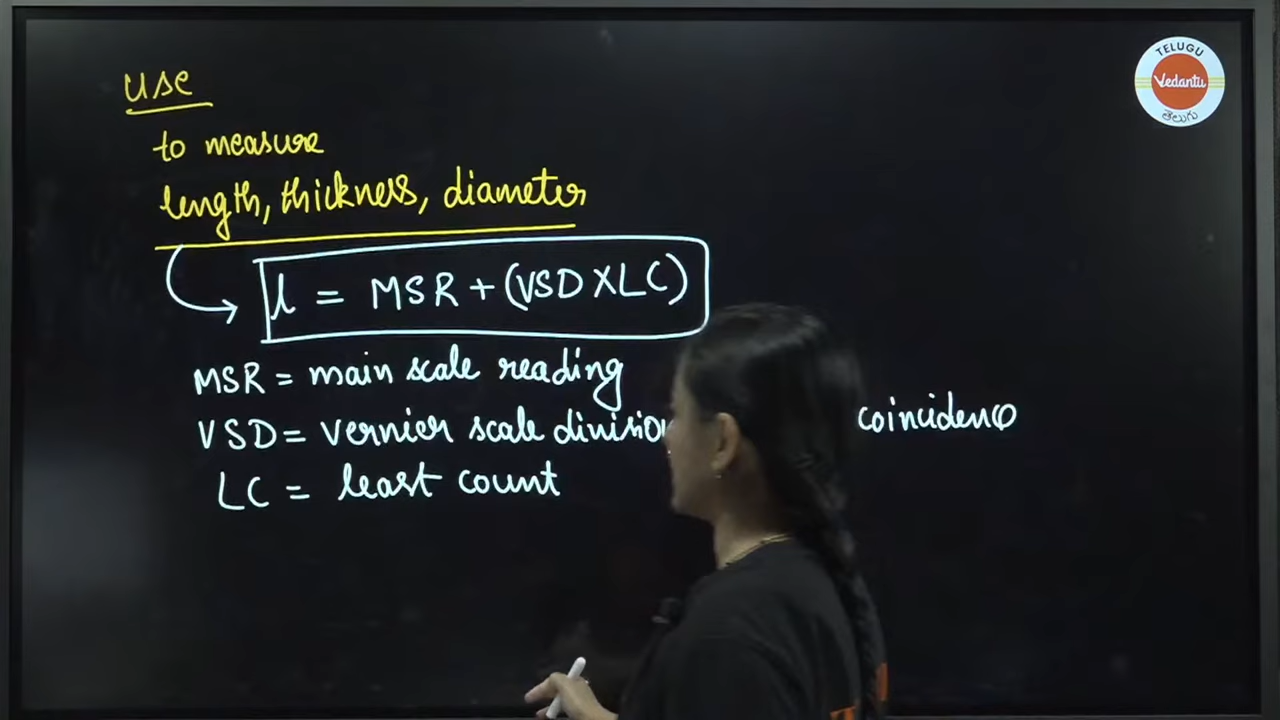 use
to measure
length, thickness, diameter
l = MSR + (VSD X LC)
MSR = main scale reading
VSD = vernier scale division coincidence
LC = least count
TELUGU
Vedantu
తెలుగు